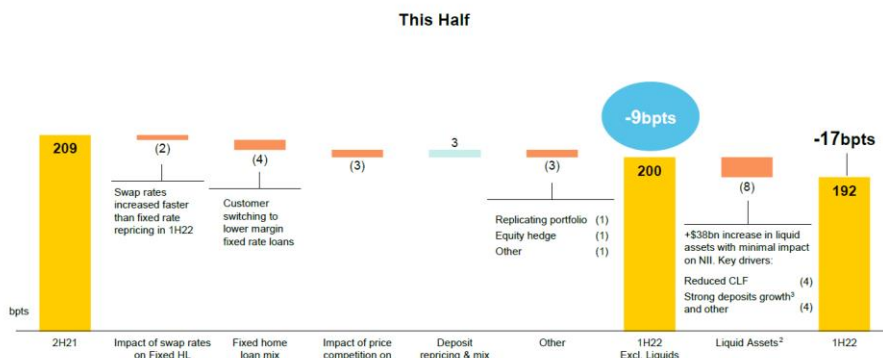 This Half
-9bpts
-17bpts
209
(2)
(4)
(3)
3
(3)
200
(8)
192
Swap rates
increased faster
than fixed rate
repricing in 1H22
Customer
switching to
lower margin
fixed rate loans
Replicating portfolio (1)
Equity hedge (1)
Other (1)
+$38bn increase in liquid
assets with minimal impact
on NII. Key drivers:
Reduced CLF (4)
Strong deposits growth³
and other (4)
bpts
2H21
Impact of swap rates
on Fixed HL
Fixed home
loan mix
Impact of price
competition on
Deposit
repricing & mix
Other
1H22
Excl. Liquids
Liquid Assets²
1H22